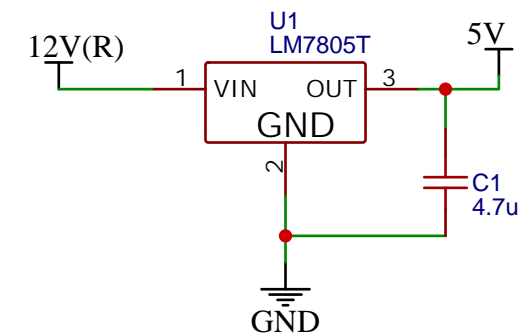 U1
LM7805T
12V(R)
5V
1
VIN
OUT
3
GND
2
C1
4.7u
GND